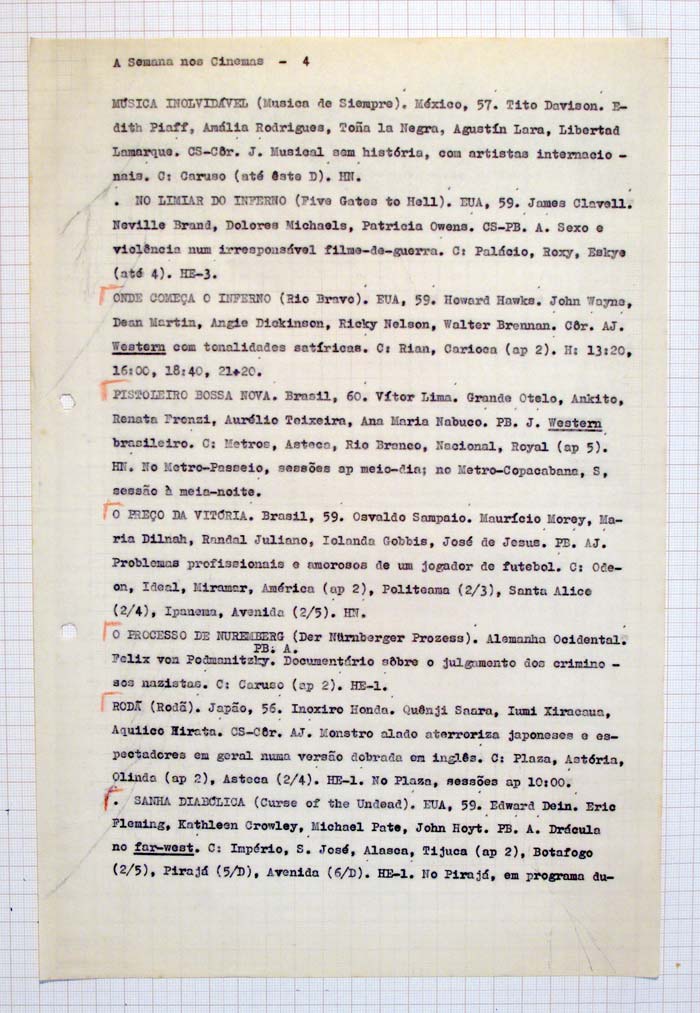 A Semana nos Cinemas - 4
MÚSICA INOLVIDÁVEL (Musica de Siempre). México, 57. Tito Davison. E-
dith Piaff, Amália Rodrigues, Toña la Negra, Agustín Lara, Libertad
Lamarque. CS-Côr. J. Musical sem história, com artistas internacio -
nais. C: Caruso (até êste D). HN.
. NO LIMIAR DO INFERNO (Five Gates to Hell). EUA, 59. James Clavell.
Neville Brand, Dolores Michaels, Patricia Owens. CS-PB. A. Sexo e
violência num irresponsável filme-de-guerra. C: Palácio, Roxy, Eskye
(até 4). HE-3.
ONDE COMEÇA O INFERNO (Rio Bravo). EUA, 59. Howard Hawks. John Wayne,
Dean Martin, Angie Dickinson, Ricky Nelson, Walter Brennan. Côr. AJ.
Western com tonalidades satíricas. C: Rian, Carioca (ap 2). H: 13:20,
16:00, 18:40, 21+20.
PISTOLEIRO BOSSA NOVA. Brasil, 60. Vítor Lima. Grande Otelo, Ankito,
Renata Fronzi, Aurélio Teixeira, Ana Maria Nabuco. PB. J. Western
brasileiro. C: Metros, Asteca, Rio Branco, Nacional, Royal (ap 5).
HN. No Metro-Passeio, sessões ap meio-dia; no Metro-Copacabana, S,
sessão à meia-noite.
O PREÇO DA VITÓRIA. Brasil, 59. Osvaldo Sampaio. Maurício Morey, Ma-
ria Dilnah, Randal Juliano, Iolanda Gobbis, José de Jesus. PB. AJ.
Problemas profissionais e amorosos de um jogador de futebol. C: Ode-
on, Ideal, Miramar, América (ap 2), Politeama (2/3), Santa Alice
(2/4), Ipanema, Avenida (2/5). HN.
O PROCESSO DE NUREMBERG (Der Nürnberger Prozess). Alemanha Ocidental.
PB. A.
Felix von Podmanitzky. Documentário sôbre o julgamento dos crimino -
sos nazistas. C: Caruso (ap 2). HE-1.
RODÃ (Rodã). Japão, 56. Inoxiro Honda. Quênji Saara, Iumi Xiracaua,
Aquiico Hirata. CS-Côr. AJ. Monstro alado aterroriza japoneses e es-
pectadores em geral numa versão dobrada em inglês. C: Plaza, Astória,
Olinda (ap 2), Asteca (2/4). HE-1. No Plaza, sessões ap 10:00.
. SANHA DIABÓLICA (Curse of the Undead). EUA, 59. Edward Dein. Eric
Fleming, Kathleen Crowley, Michael Pate, John Hoyt. PB. A. Drácula
no far-west. C: Império, S. José, Alasca, Tijuca (ap 2), Botafogo
(2/5), Pirajá (5/D), Avenida (6/D). HE-1. No Pirajá, em programa du-